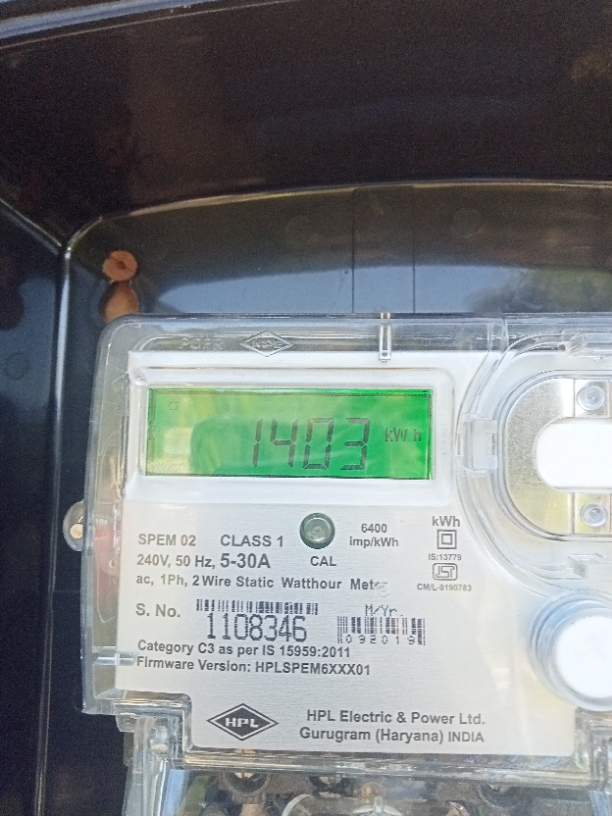 1403 kWh
SPEM 02 CLASS 1
6400 imp/kWh
kWh
240V, 50 Hz, 5-30A
CAL
IS:13779
ac, 1Ph, 2 Wire Static Watthour Meter
CM/L-9190783
S. No. 1108346
M/Yr. 092019
Category C3 as per IS 15959:2011
Firmware Version: HPLSPEM6XXX01
HPL
HPL Electric & Power Ltd.
Gurugram (Haryana) INDIA